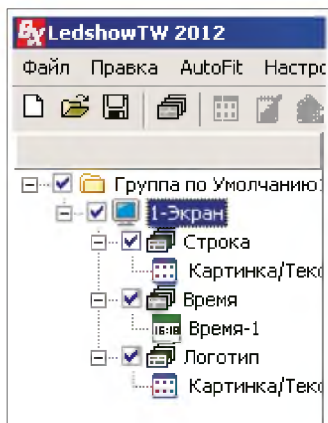 LedshowTW 2012
Файл Правка AutoFit Настро
Группа по Умолчанию:
1-Экран
Строка
Картинка/Текс
Время
16:18 Время-1
Логотип
Картинка/Текс